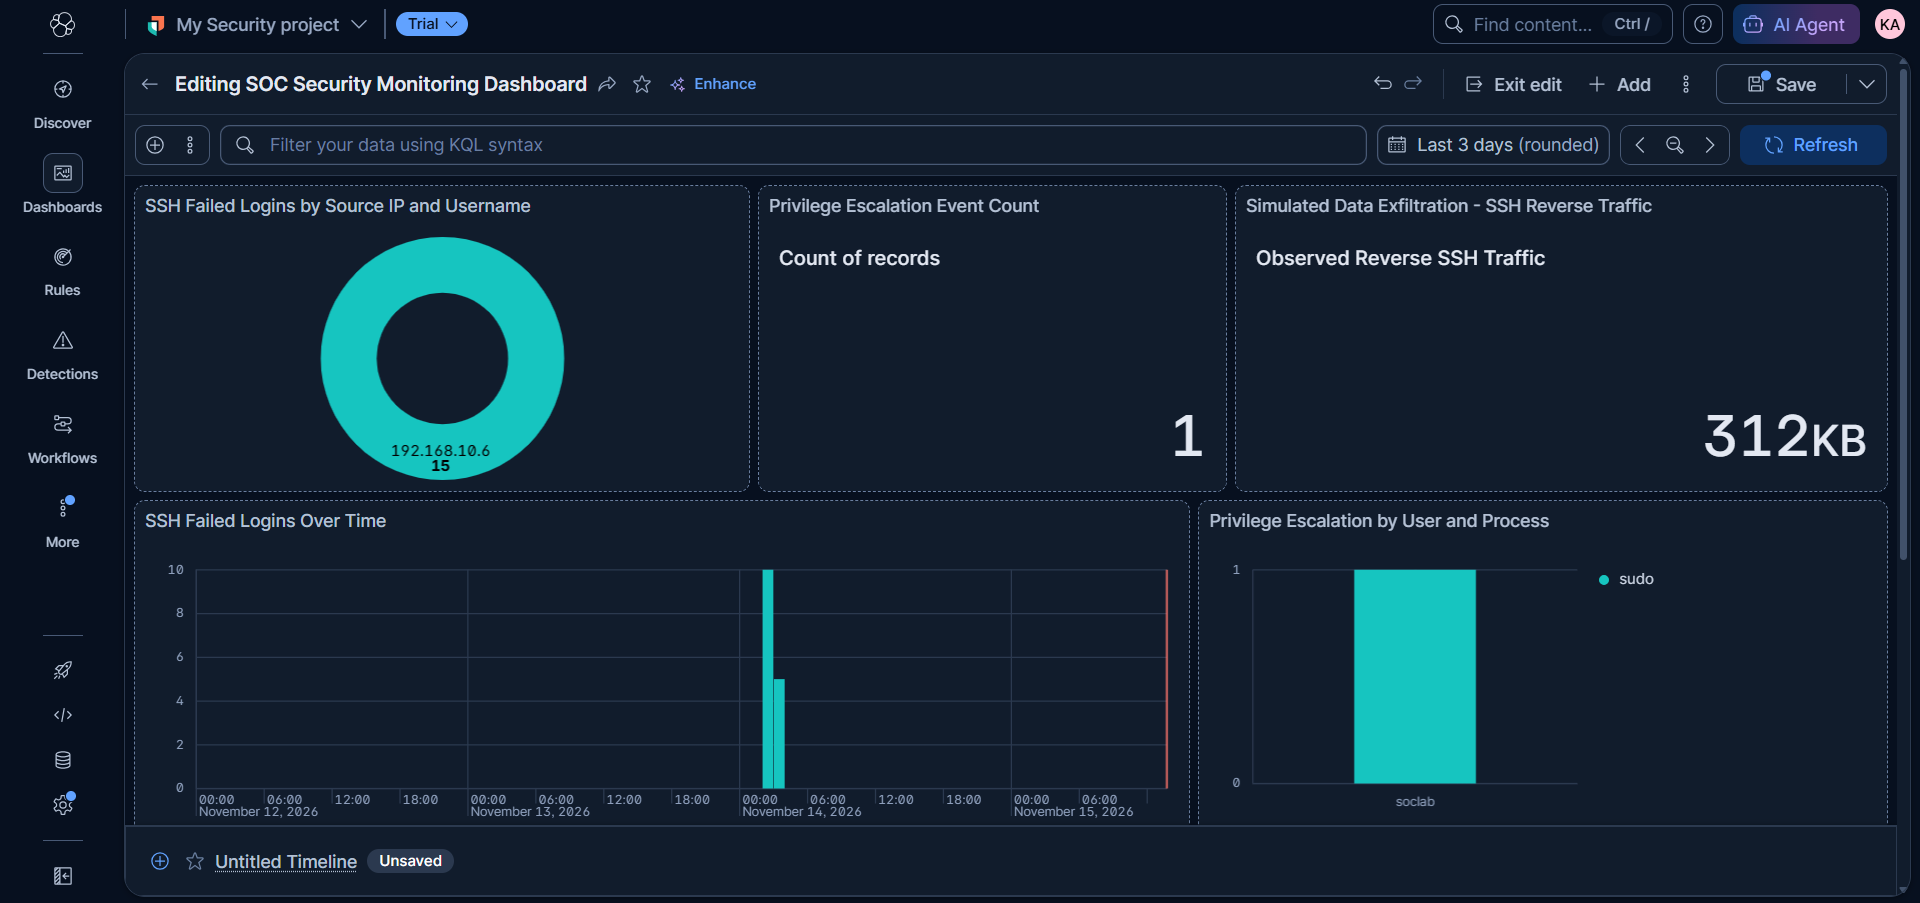 My Security project
Trial
Find content...
Ctrl /
AI Agent
KA
Editing SOC Security Monitoring Dashboard
Enhance
Exit edit
Add
Save
Filter your data using KQL syntax
Last 3 days (rounded)
Refresh
Discover
Dashboards
Rules
Detections
Workflows
More
SSH Failed Logins by Source IP and Username
192.168.10.6
15
Privilege Escalation Event Count
Count of records
1
Simulated Data Exfiltration - SSH Reverse Traffic
Observed Reverse SSH Traffic
312KB
SSH Failed Logins Over Time
10
8
6
4
2
0
00:00 06:00 12:00 18:00 00:00 06:00 12:00 18:00 00:00 06:00 12:00 18:00 00:00 06:00
November 12, 2026 November 13, 2026 November 14, 2026 November 15, 2026
Privilege Escalation by User and Process
1
0
soclab
sudo
Untitled Timeline
Unsaved